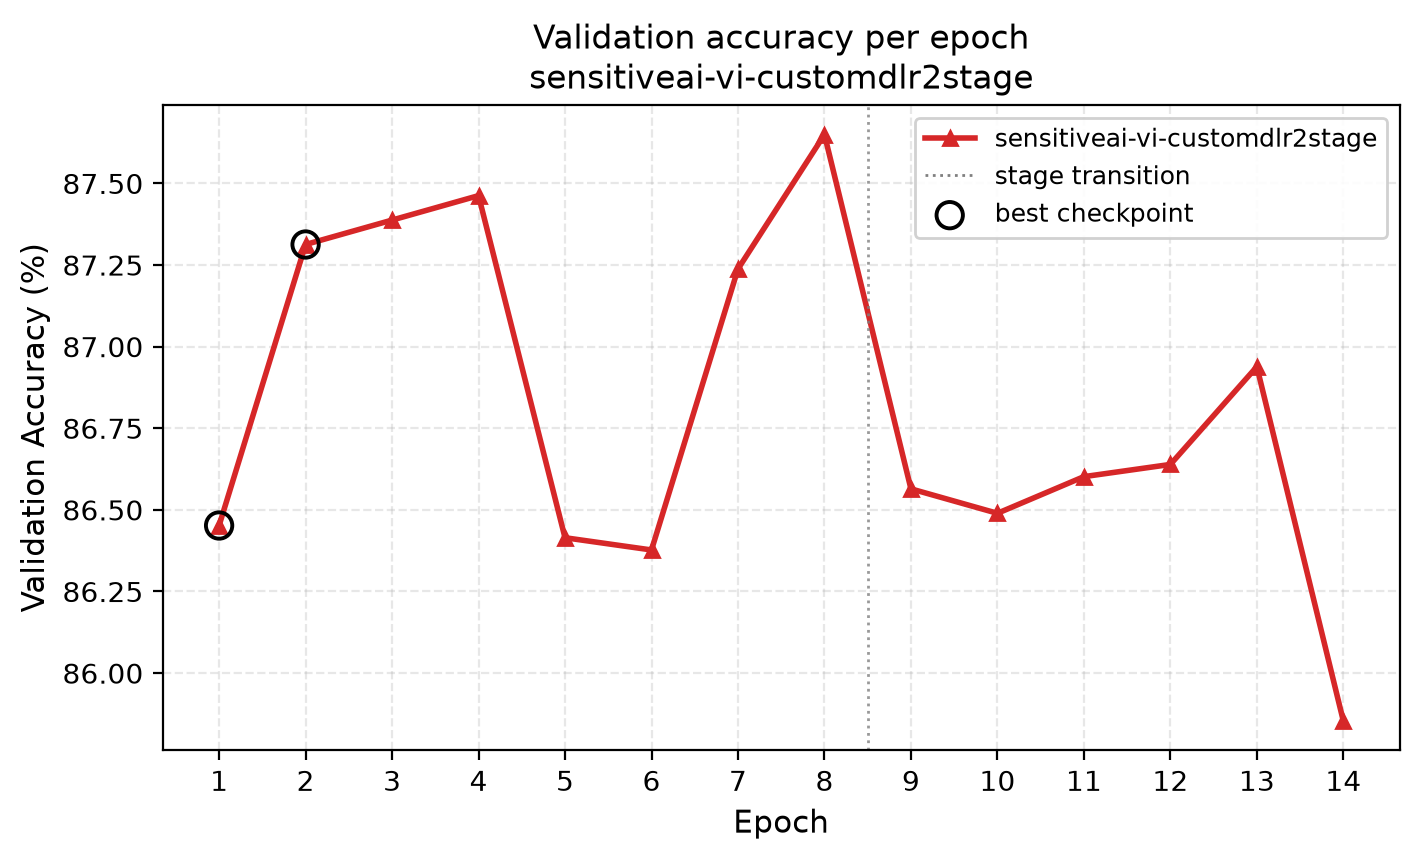 Validation accuracy per epoch
sensitiveai-vi-customdlr2stage
sensitiveai-vi-customdlr2stage
stage transition
best checkpoint
Validation Accuracy (%)
87.50
87.25
87.00
86.75
86.50
86.25
86.00
1 2 3 4 5 6 7 8 9 10 11 12 13 14
Epoch